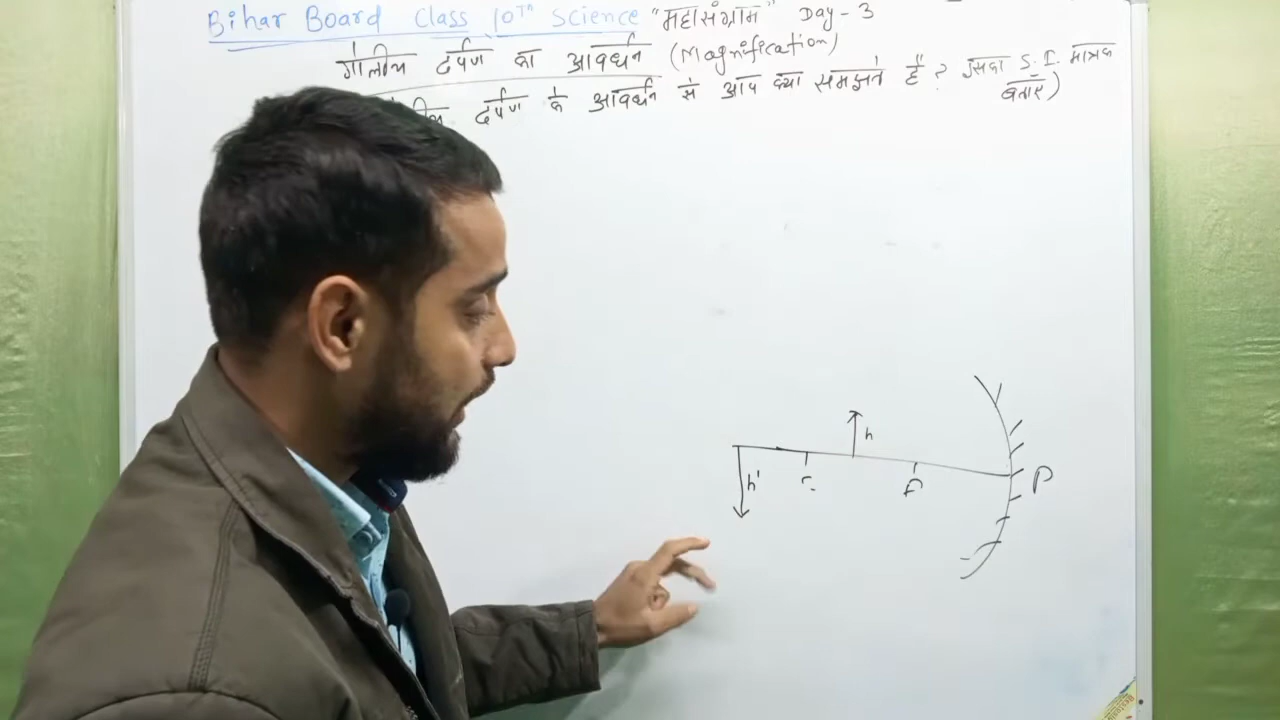 Bihar Board Class 10Th Science "महासंग्राम" Day - 3
गोलीय दर्पण का आवर्धन (Magnification)
दर्पण के आवर्धन से आप क्या समझते हैं? इसका S.I. मात्रक
बताएँ)
h
h'
C
F
P